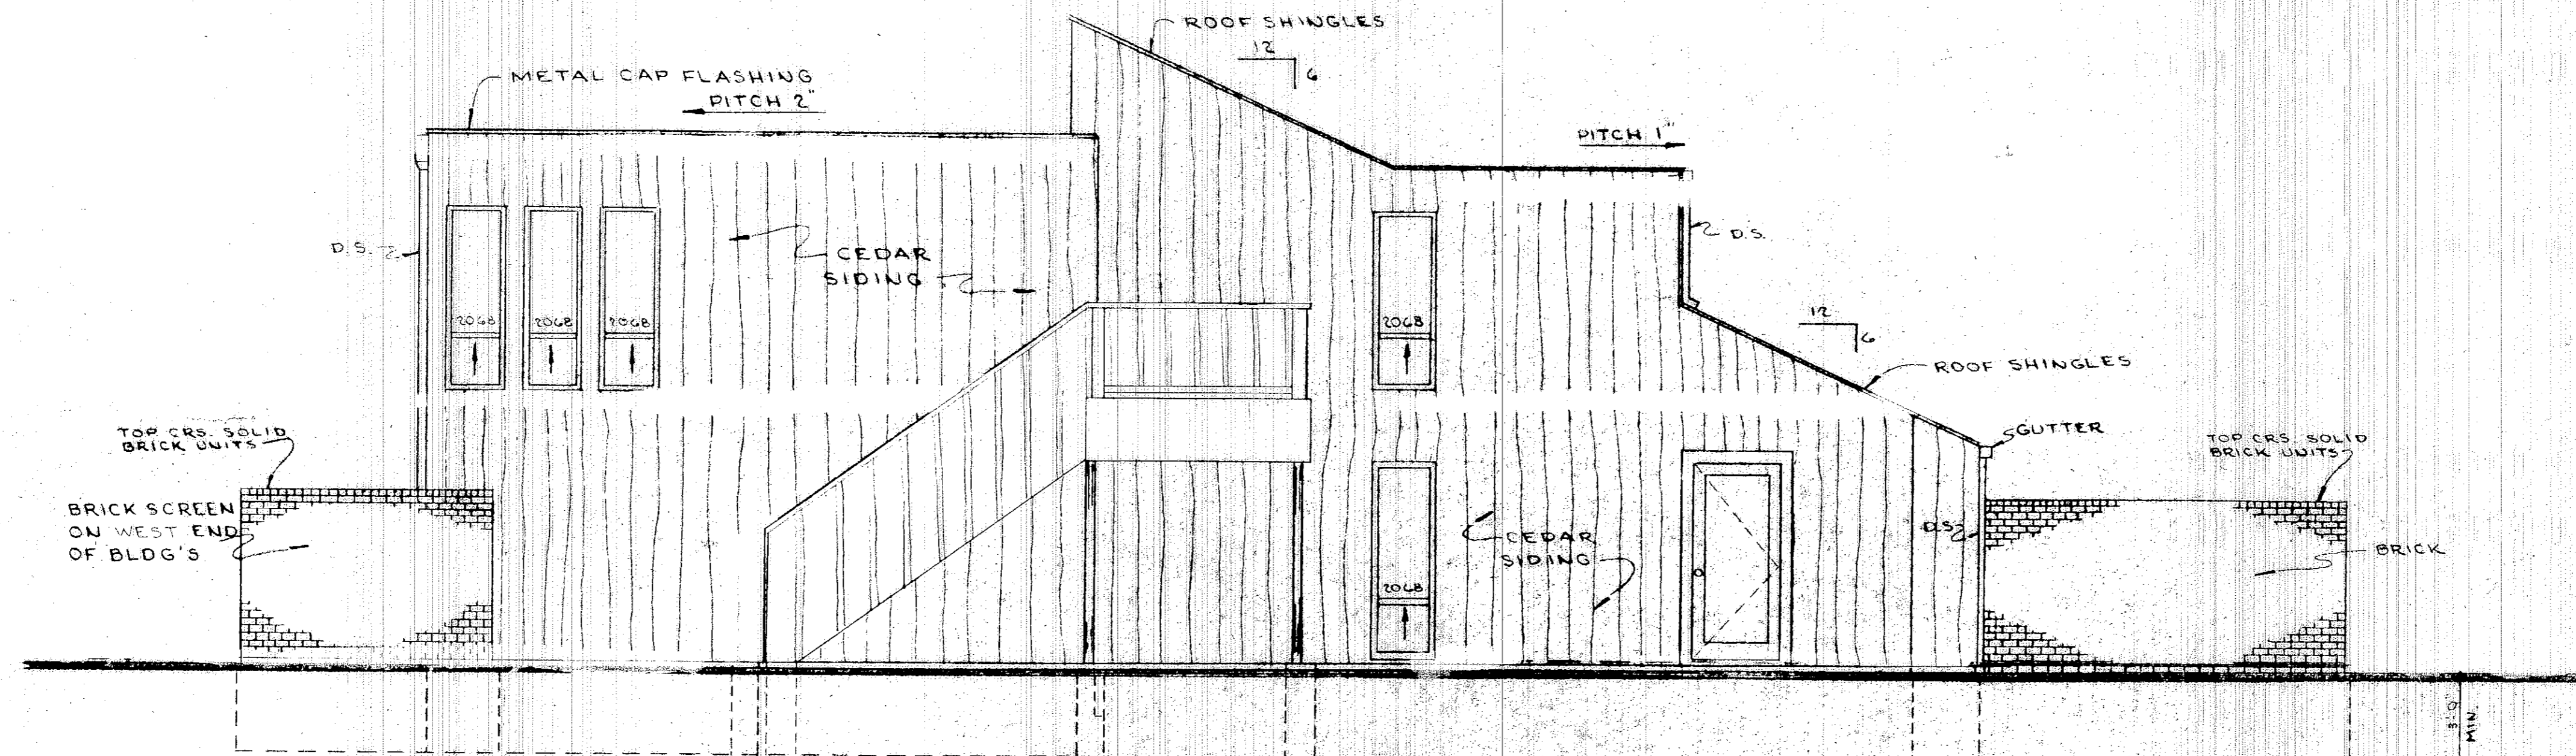 ROOF SHINGLES
12
6
METAL CAP FLASHING
PITCH 2"
PITCH 1"
D.S.
CEDAR
SIDING
D.S.
2068
2068
2068
2068
12
6
ROOF SHINGLES
TOP CRS. SOLID
BRICK UNITS
GUTTER
TOP CRS. SOLID
BRICK UNITS
BRICK SCREEN
ON WEST END
OF BLDG'S
D.S.
CEDAR
SIDING
BRICK
2068
3'-0"
MIN.